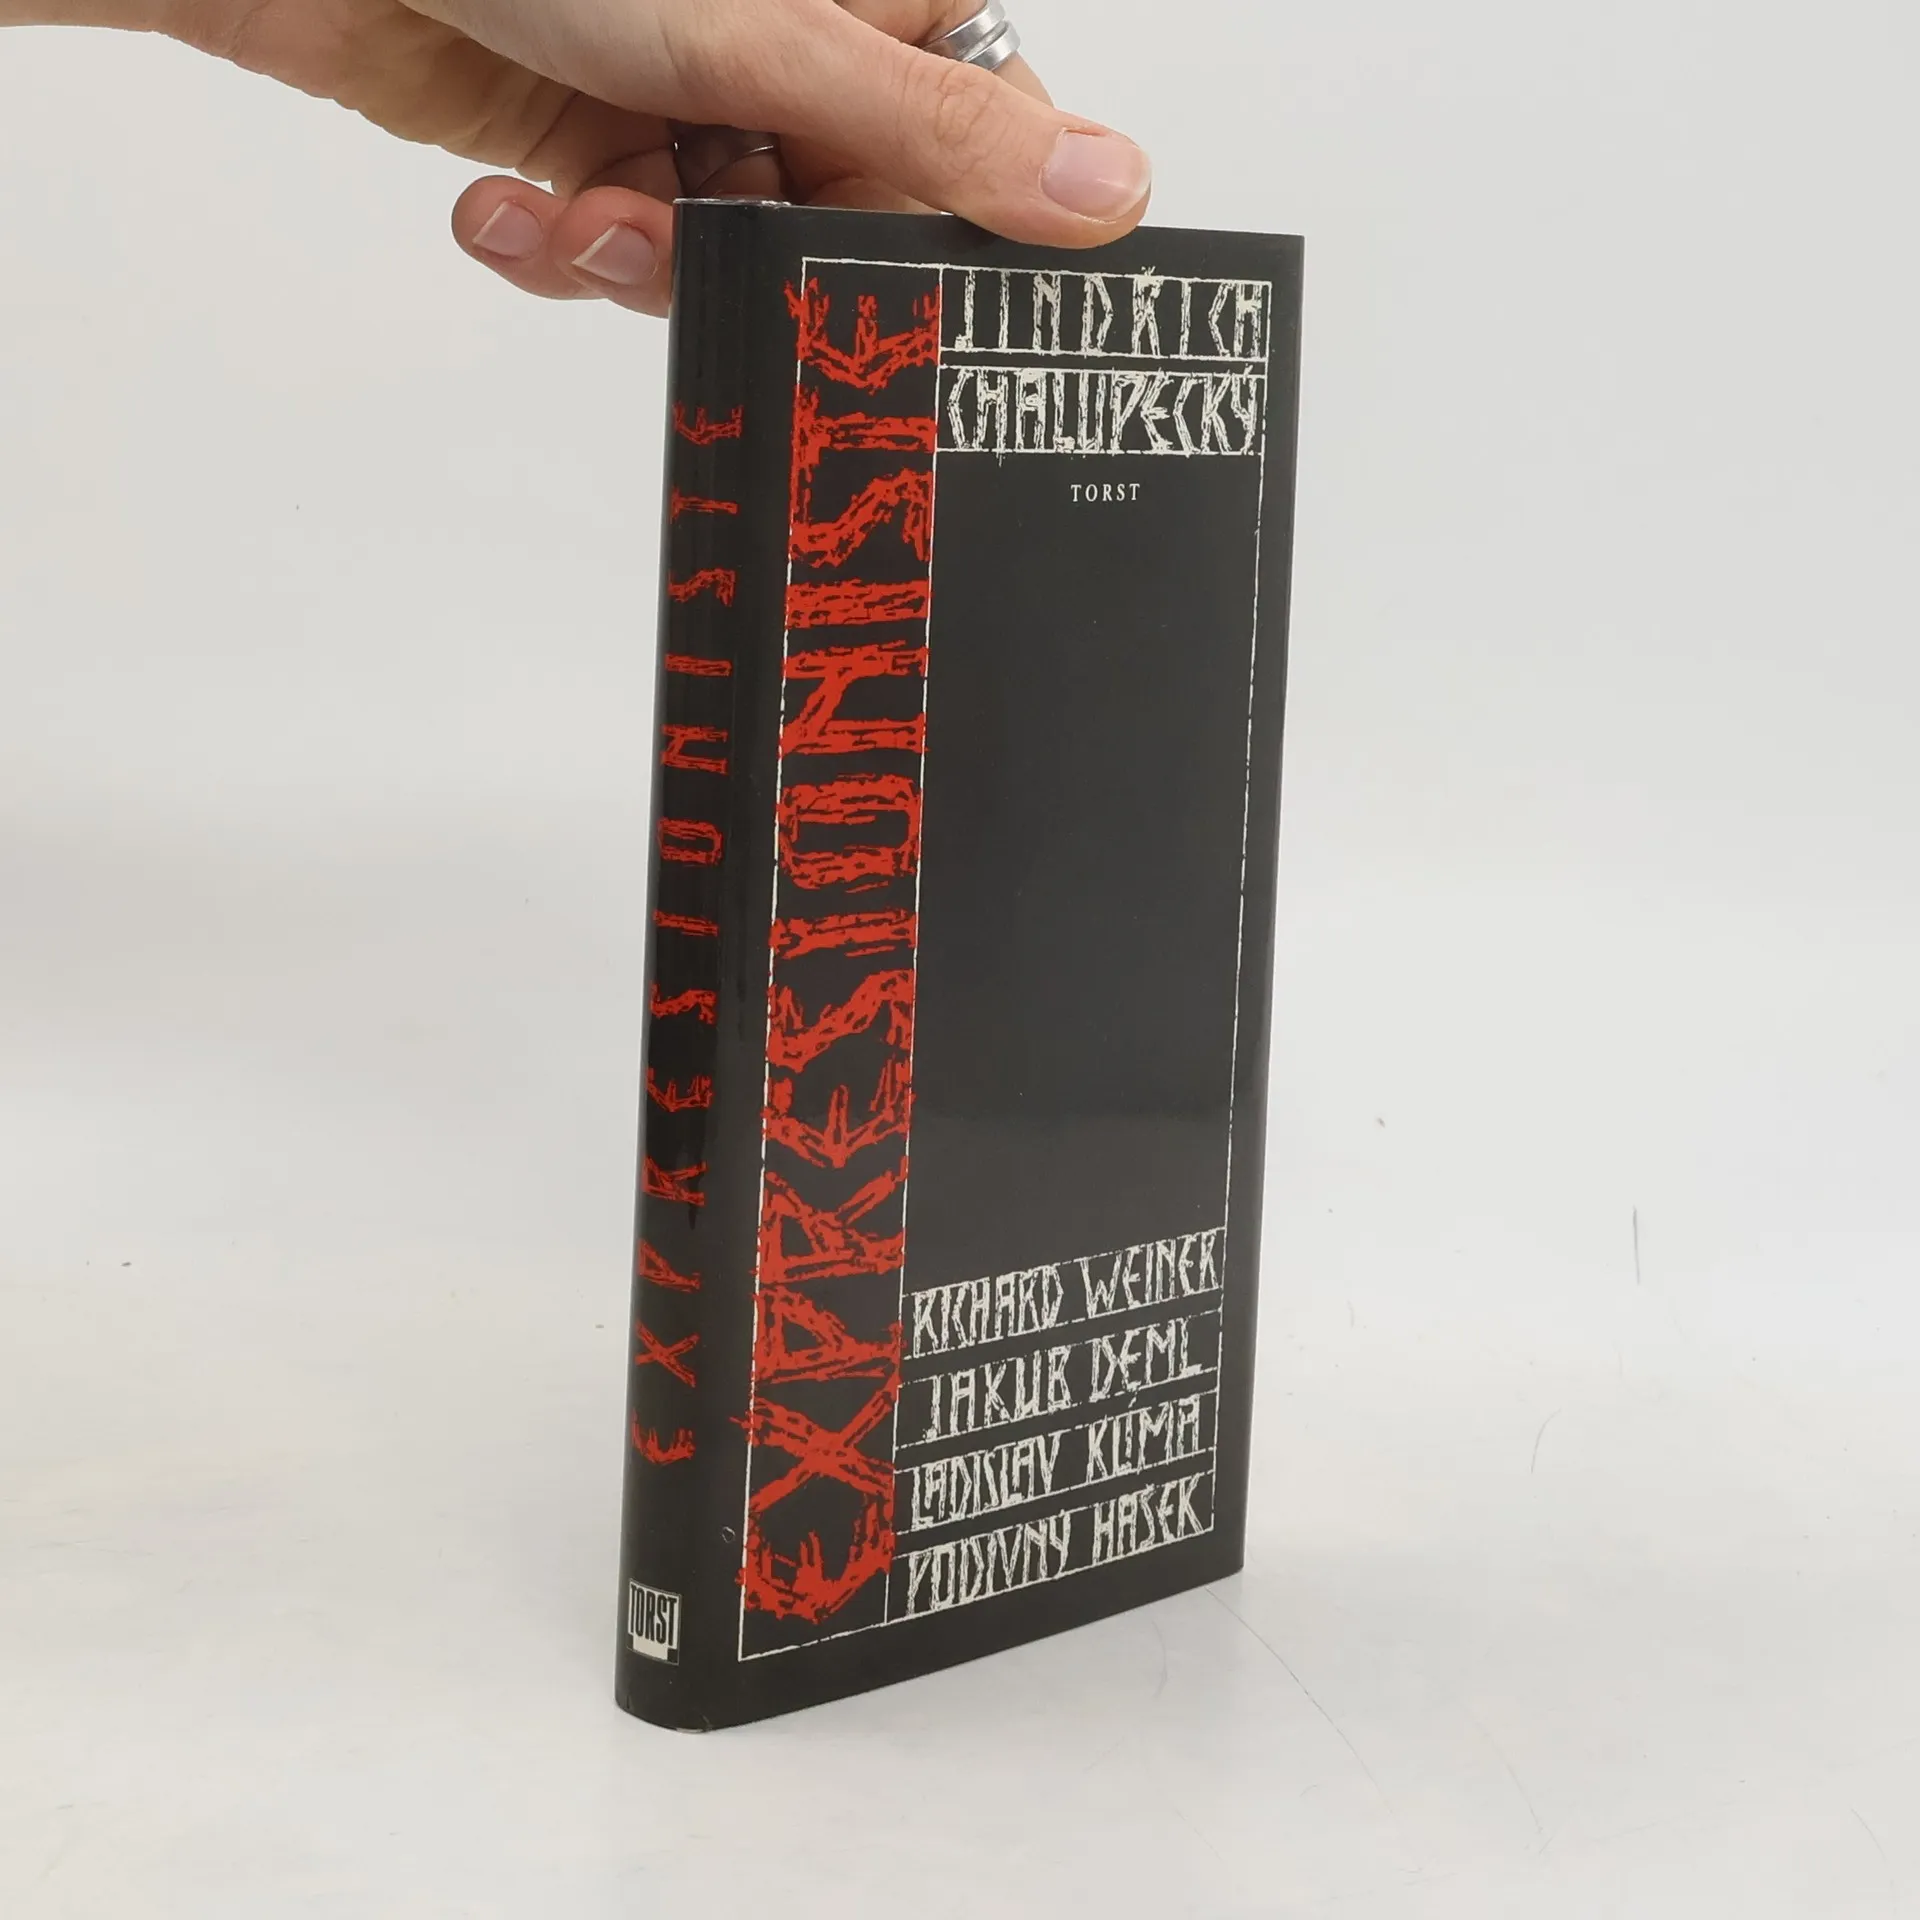 EXPRESIONISTÉ
TORST
EXPRESIONISTÉ
JINDŘICH
CHALUPECKÝ
TORST
RICHARD WEINER
JAKUB DEML
LADISLAV KLÍMA
PODIVNÝ HAŠEK